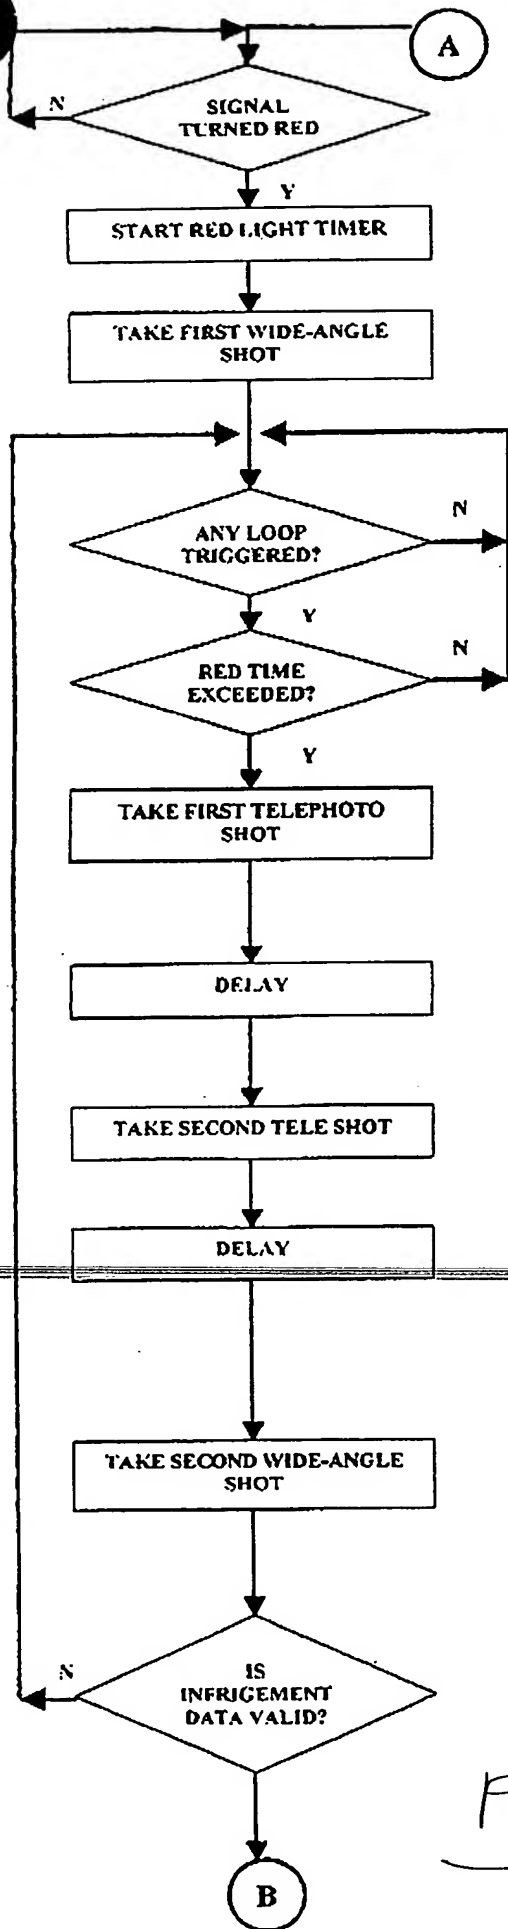 A
N
SIGNAL
TURNED RED
Y
START RED LIGHT TIMER
TAKE FIRST WIDE-ANGLE
SHOT
ANY LOOP
TRIGGERED?
N
Y
RED TIME
EXCEEDED?
N
Y
TAKE FIRST TELEPHOTO
SHOT
DELAY
TAKE SECOND TELE SHOT
DELAY
TAKE SECOND WIDE-ANGLE
SHOT
N
IS
INFRIGEMENT
DATA VALID?
B